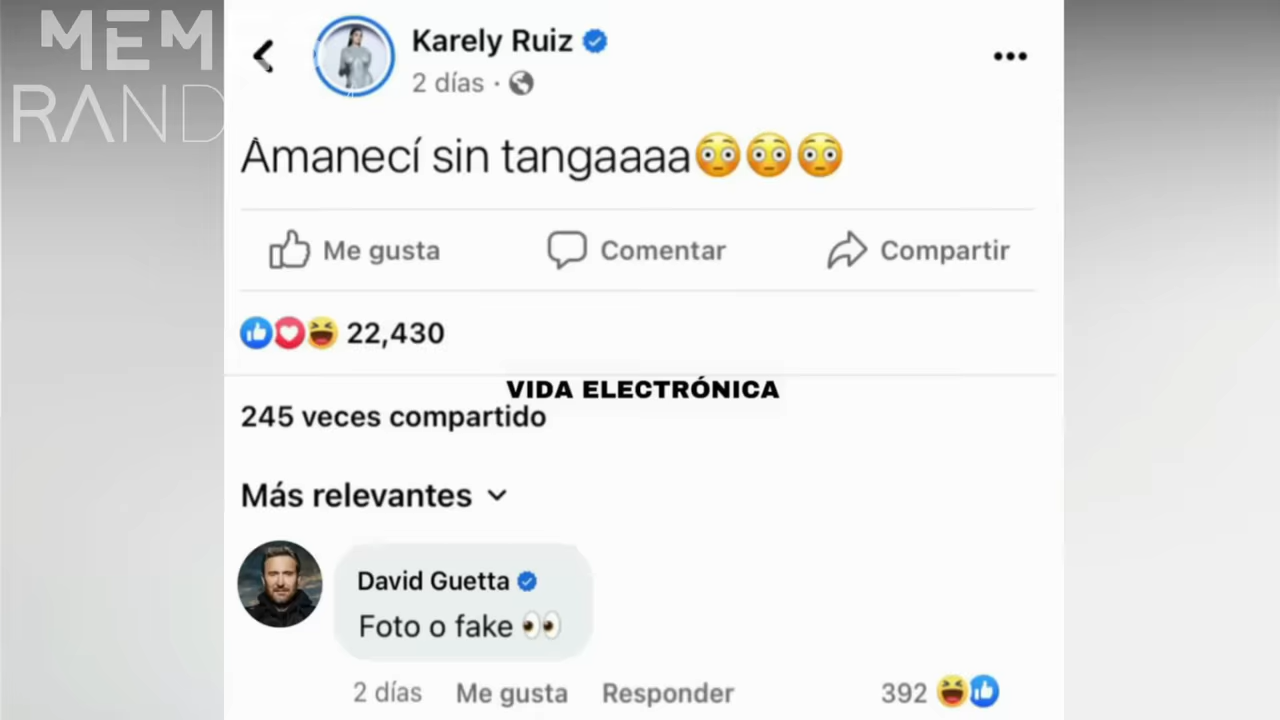 MEM
RAND
Karely Ruiz
2 días ·
Amanecí sin tangaaaa😳😳😳
Me gusta Comentar Compartir
22,430
VIDA ELECTRÓNICA
245 veces compartido
Más relevantes
David Guetta
Foto o fake 👀
2 días Me gusta Responder 392